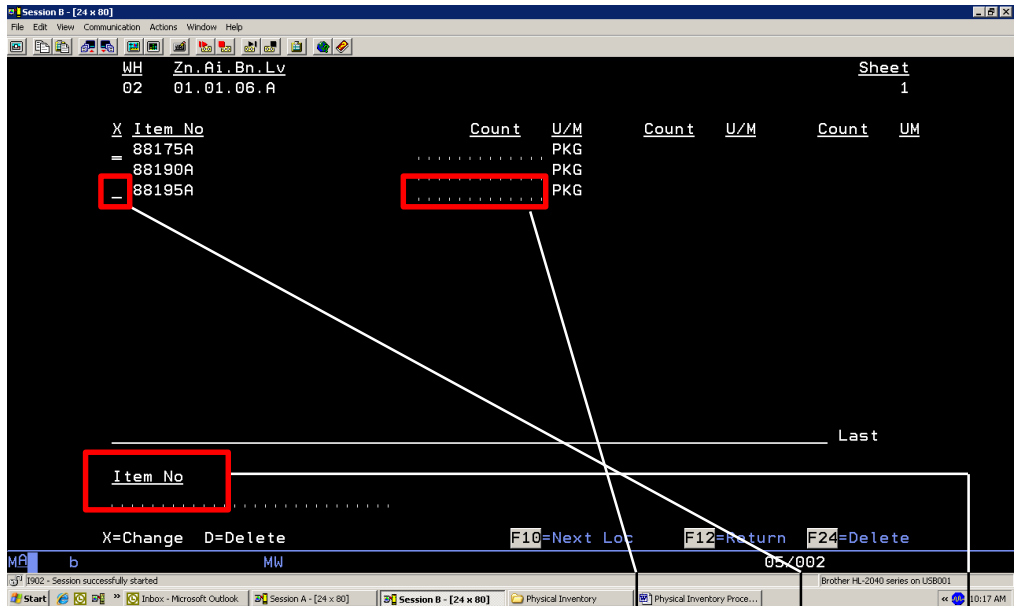 Session B - [24 x 80]
File Edit View Communication Actions Window Help
WH Zn.Ai.Bn.Lv Sheet
02 01.01.06.A 1
X Item No Count U/M Count U/M Count UM
_ 88175A PKG
88190A PKG
_ 88195A PKG
Last
Item No
X=Change D=Delete F10=Next Loc F12=Return F24=Delete
MA b MW 05/002
I902 - Session successfully started Brother HL-2040 series on USB001
Start » Inbox - Microsoft Outlook Session A - [24 x 80] Session B - [24 x 80] Physical Inventory Physical Inventory Proce... « 10:17 AM